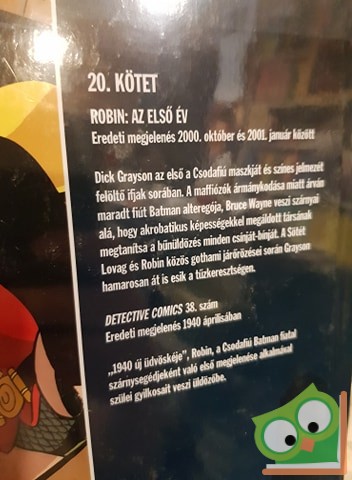 20. KÖTET
ROBIN: AZ ELSŐ ÉV
Eredeti megjelenés 2000. október és 2001. január között
Dick Grayson az első a Csodafiú maszkját és színes jelmezét
felöltő ifjak sorában. A maffiózók ármánykodása miatt árván
maradt fiút Batman alteregója, Bruce Wayne veszi szárnyai
alá, hogy akrobatikus képességekkel megáldott társának
megtanítsa a bűnüldözés minden csínját-bínját. A Sötét
Lovag és Robin közös gothami járőrözései során Grayson
hamarosan át is esik a tűzkeresztségen.
DETECTIVE COMICS 38. szám
Eredeti megjelenés 1940 áprilisában
„1940 új üdvöskéje”, Robin, a Csodafiú Batman fiatal
szárnysegédjeként való első megjelenése alkalmával
szülei gyilkosait veszi üldözőbe.